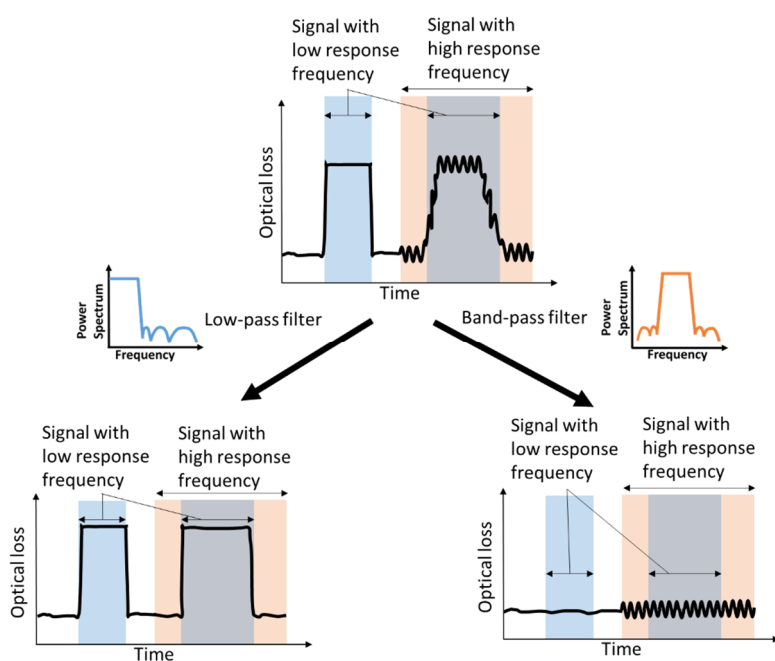 Signal with
low response
frequency
Signal with
high response
frequency
Optical loss
Time
Power
Spectrum
Frequency
Low-pass filter
Band-pass filter
Power
Spectrum
Frequency
Signal with
low response
frequency
Signal with
high response
frequency
Optical loss
Time
Signal with
low response
frequency
Signal with
high response
frequency
Optical loss
Time